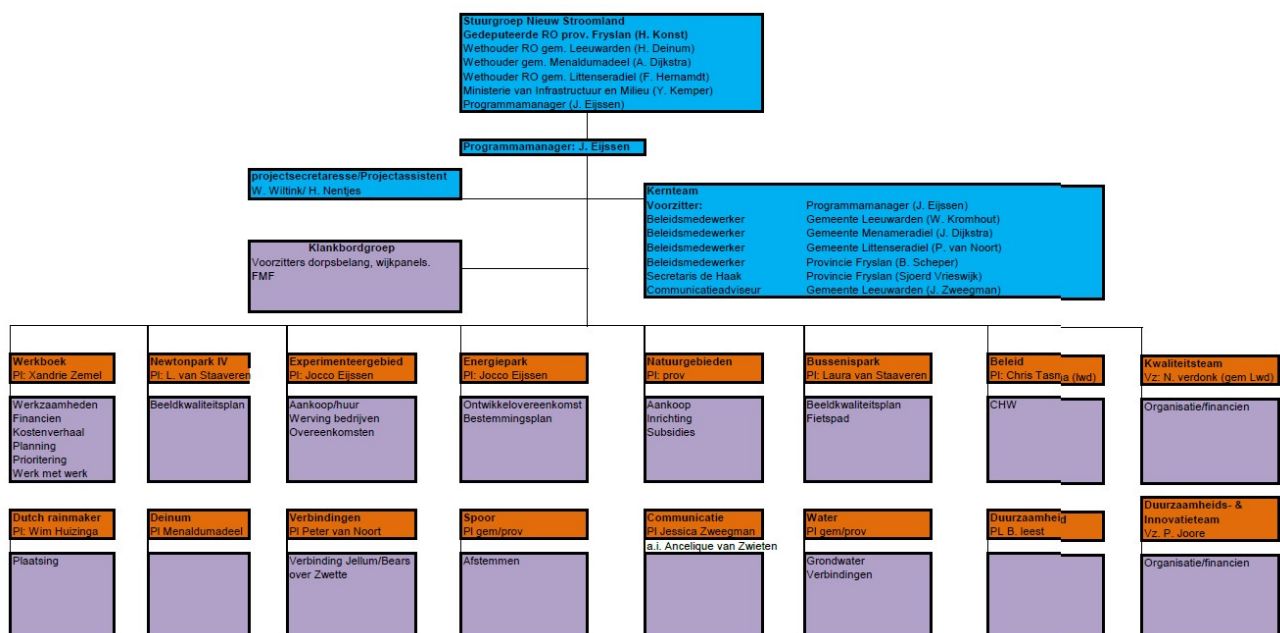 Stuurgroep Nieuw Stroomland
Gedeputeerde RO prov. Fryslan (H. Konst)
Wethouder RO gem. Leeuwarden (H. Deinum)
Wethouder gem. Menaldumadeel (A. Dijkstra)
Wethouder RO gem. Littenseradiel (F. Hernamdt)
Ministerie van Infrastructuur en Milieu (Y. Kemper)
Programmamanager (J. Eijssen)
Programmamanager: J. Eijssen
projectsecretaresse/Projectassistent
W. Wiltink/ H. Nentjes
Kernteam
Voorzitter: Programmamanager (J. Eijssen)
Beleidsmedewerker Gemeente Leeuwarden (W. Kromhout)
Beleidsmedewerker Gemeente Menameradiel (J. Dijkstra)
Beleidsmedewerker Gemeente Littenseradiel (P. van Noort)
Beleidsmedewerker Provincie Fryslan (B. Scheper)
Secretaris de Haak Provincie Fryslan (Sjoerd Vrieswijk)
Communicatieadviseur Gemeente Leeuwarden (J. Zweegman)
Klankbordgroep
Voorzitters dorpsbelang, wijkpanels.
FMF
Werkboek
Pl: Xandrie Zemel
Werkzaamheden
Financien
Kostenverhaal
Planning
Prioritering
Werk met werk
Newtonpark IV
Pl: L. van Staaveren
Beeldkwaliteitsplan
Experimenteergebied
Pl: Jocco Eijssen
Aankoop/huur
Werving bedrijven
Overeenkomsten
Energiepark
Pl: Jocco Eijssen
Ontwikkelovereenkomst
Bestemmingsplan
Natuurgebieden
Pl: prov
Aankoop
Inrichting
Subsidies
Bussenispark
Pl: Laura van Staaveren
Beeldkwaliteitsplan
Fietspad
Beleid
Pl: Chris Tasma (lwd)
CHW
Kwaliteitsteam
Vz: N. verdonk (gem Lwd)
Organisatie/financien
Dutch rainmaker
Pl: Wim Huizinga
Plaatsing
Deinum
Pl Menaldumadeel
Verbindingen
Pl Peter van Noort
Verbinding Jellum/Bears
over Zwette
Spoor
Pl gem/prov
Afstemmen
Communicatie
Pl Jessica Zweegman
a.i. Ancelique van Zwieten
Water
Pl gem/prov
Grondwater
Verbindingen
Duurzaamheid
PL B. leest
Duurzaamheids- &
Innovatieteam
Vz. P. Joore
Organisatie/financien